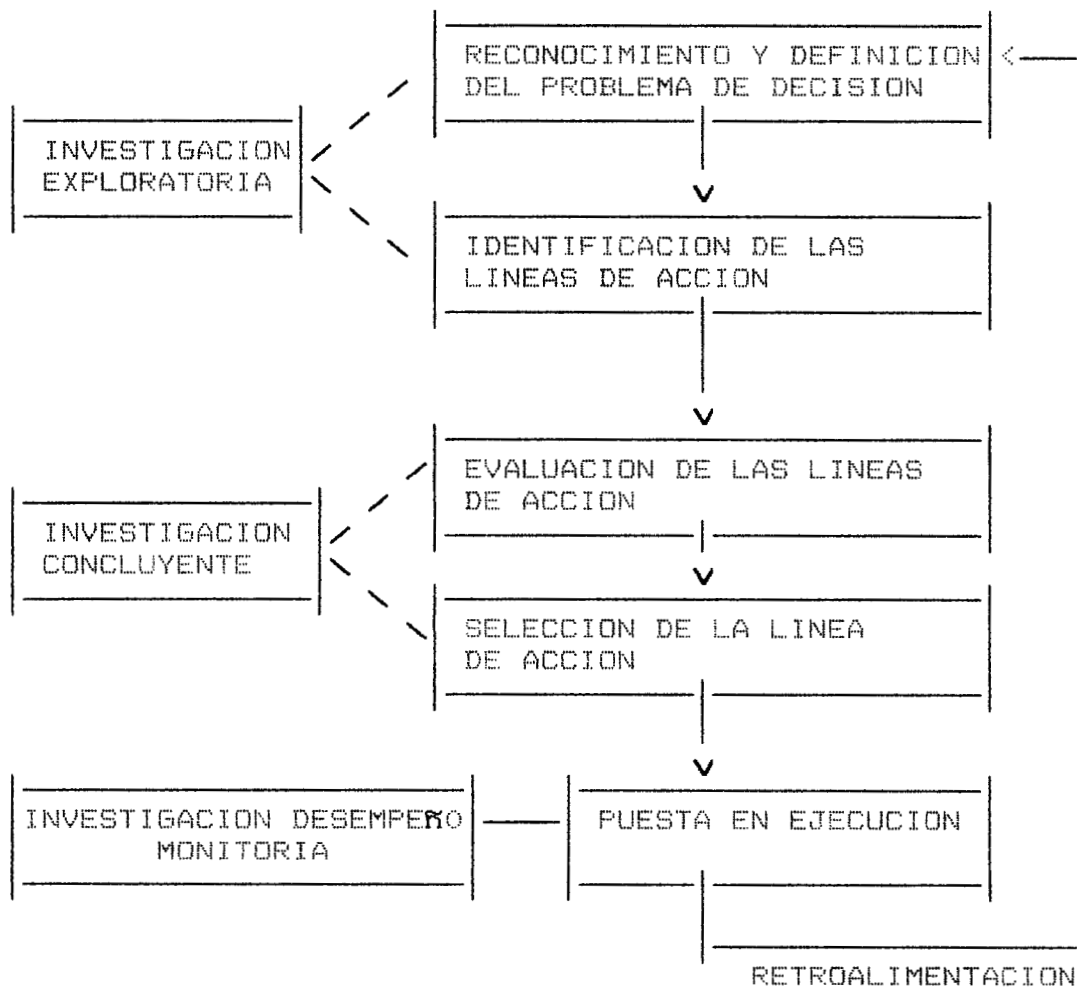 RECONOCIMIENTO Y DEFINICION
DEL PROBLEMA DE DECISION
INVESTIGACION
EXPLORATORIA
IDENTIFICACION DE LAS
LINEAS DE ACCION
EVALUACION DE LAS LINEAS
DE ACCION
INVESTIGACION
CONCLUYENTE
SELECCION DE LA LINEA
DE ACCION
INVESTIGACION DESEMPEÑO
MONITORIA
PUESTA EN EJECUCION
RETROALIMENTACION